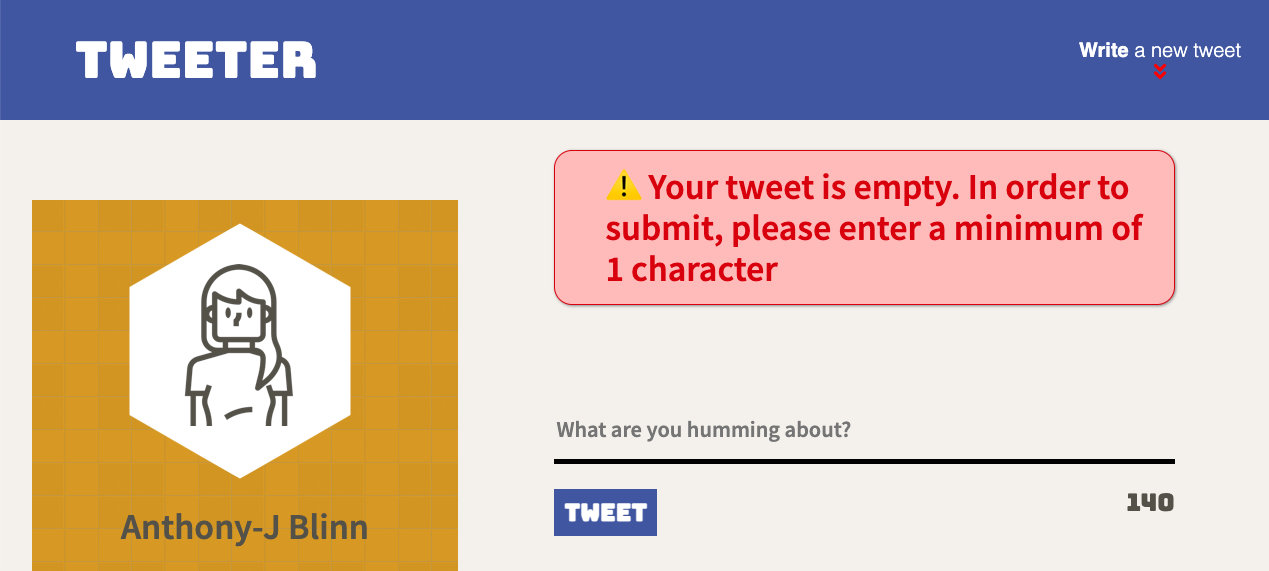 TWEETER
Write a new tweet
⚠️ Your tweet is empty. In order to
submit, please enter a minimum of
1 character
What are you humming about?
TWEET
140
Anthony-J Blinn